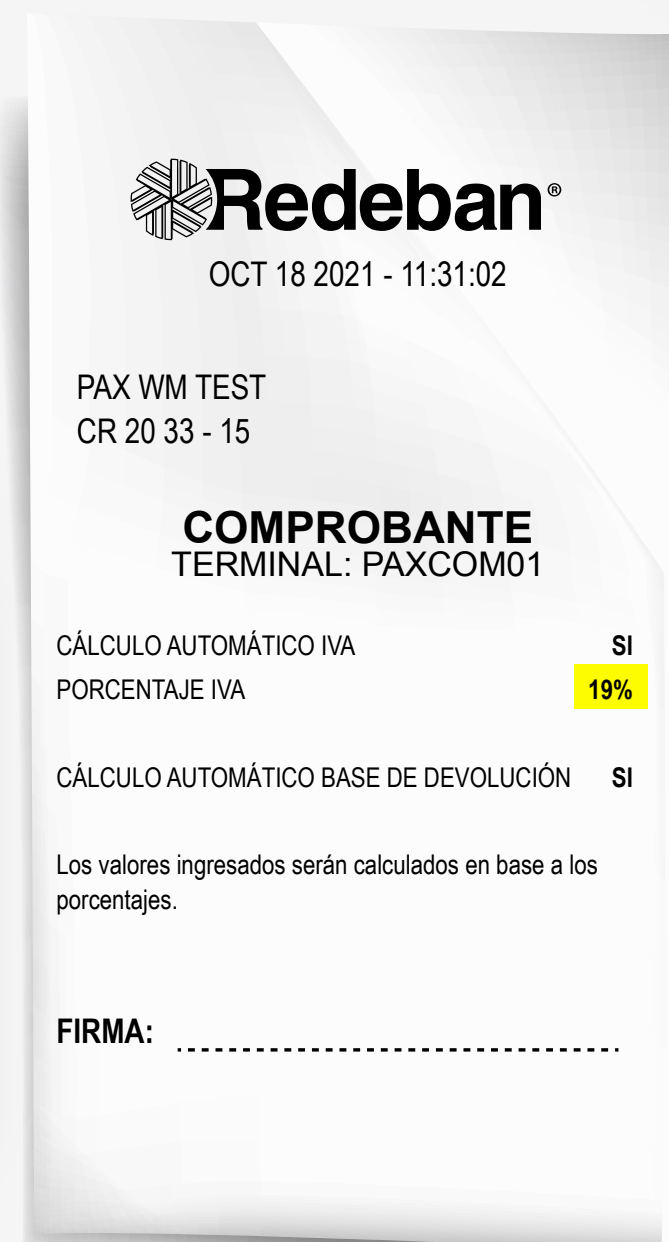 Redeban®
OCT 18 2021 - 11:31:02
PAX WM TEST
CR 20 33 - 15
COMPROBANTE
TERMINAL: PAXCOM01
CÁLCULO AUTOMÁTICO IVA SI
PORCENTAJE IVA 19%
CÁLCULO AUTOMÁTICO BASE DE DEVOLUCIÓN SI
Los valores ingresados serán calculados en base a los
porcentajes.
FIRMA: